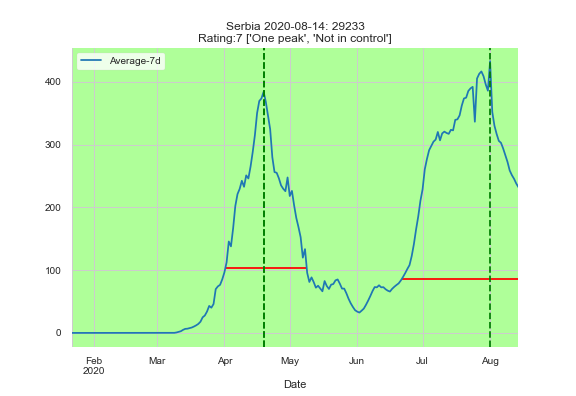 Serbia 2020-08-14: 29233
Rating:7 ['One peak', 'Not in control']
Average-7d
400
300
200
100
0
Feb Mar Apr May Jun Jul Aug
2020
Date